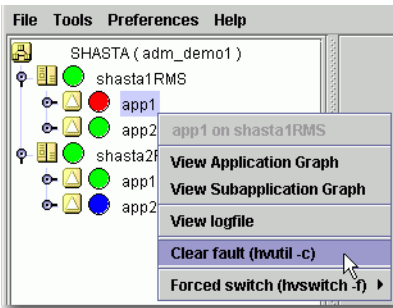 File Tools Preferences Help
SHASTA ( adm_demo1 )
shasta1RMS
app1
app2
app1 on shasta1RMS
View Application Graph
View Subapplication Graph
View logfile
Clear fault (hvutil -c)
Forced switch (hvswitch -f)
app1
app2